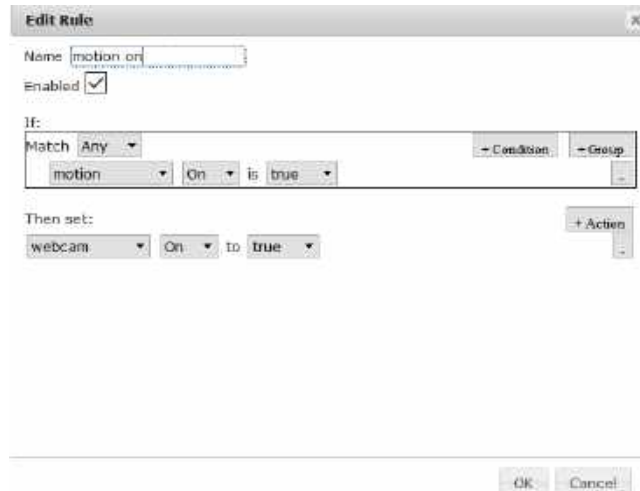 Edit Rule x
Name motion on
Enabled
If:
Match Any + Condition + Group
motion On is true -
Then set: + Action
webcam On to true -
OK Cancel